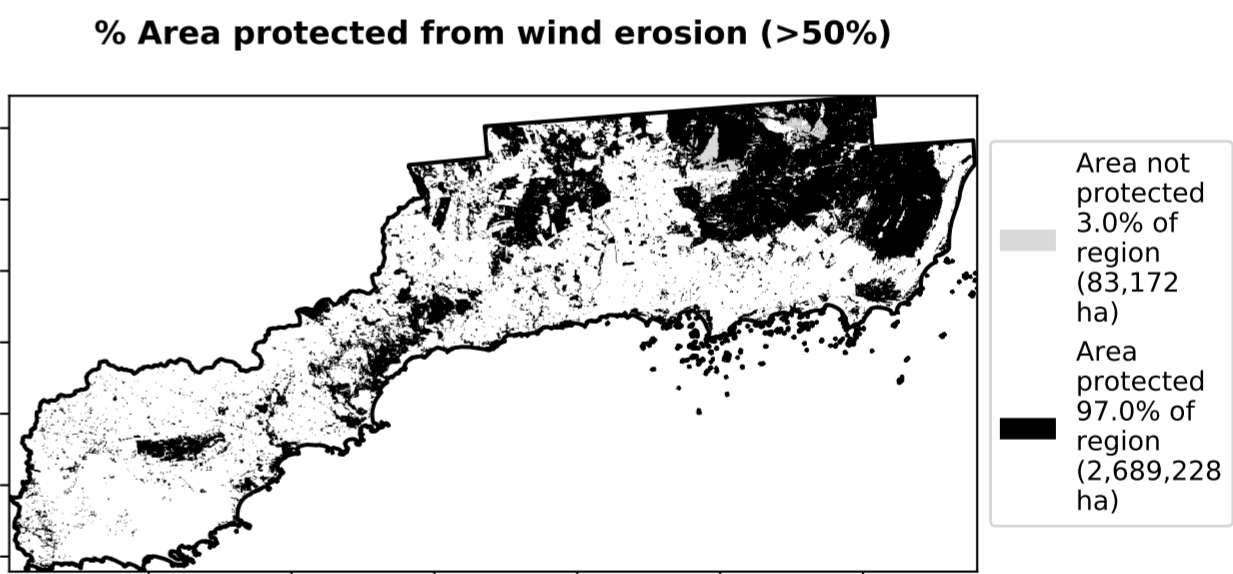 % Area protected from wind erosion (>50%)
Area not
protected
3.0% of
region
(83,172
ha)
Area
protected
97.0% of
region
(2,689,228
ha)